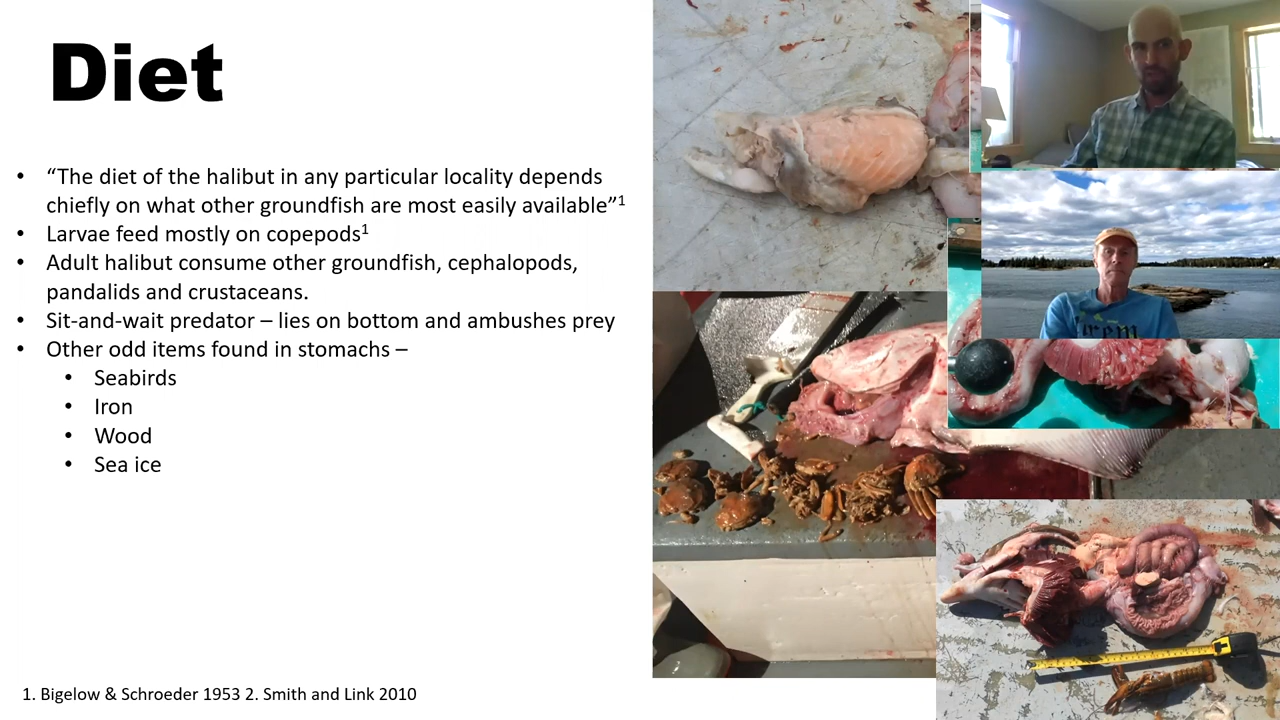 Diet
• “The diet of the halibut in any particular locality depends
chiefly on what other groundfish are most easily available”1
• Larvae feed mostly on copepods1
• Adult halibut consume other groundfish, cephalopods,
pandalids and crustaceans.
• Sit-and-wait predator – lies on bottom and ambushes prey
• Other odd items found in stomachs –
• Seabirds
• Iron
• Wood
• Sea ice
1. Bigelow & Schroeder 1953 2. Smith and Link 2010